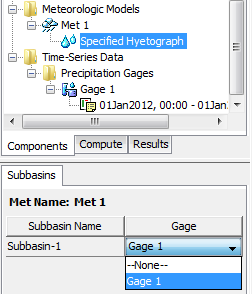 Meteorologic Models
Met 1
Specified Hyetograph
Time-Series Data
Precipitation Gages
Gage 1
01Jan2012, 00:00 - 01Jan
Components Compute Results
Subbasins
Met Name: Met 1
Subbasin Name Gage
Subbasin-1 Gage 1
--None--
Gage 1